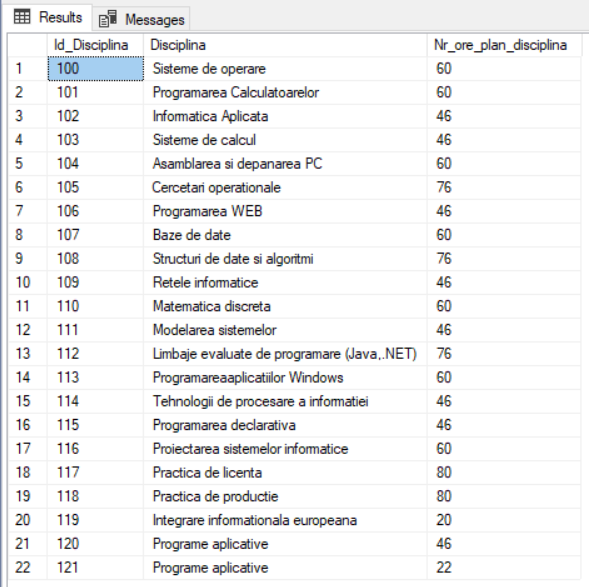 Results Messages
Id_Disciplina Disciplina Nr_ore_plan_disciplina
1 100 Sisteme de operare 60
2 101 Programarea Calculatoarelor 60
3 102 Informatica Aplicata 46
4 103 Sisteme de calcul 46
5 104 Asamblarea si depanarea PC 60
6 105 Cercetari operationale 76
7 106 Programarea WEB 46
8 107 Baze de date 60
9 108 Structuri de date si algoritmi 76
10 109 Retele informatice 46
11 110 Matematica discreta 60
12 111 Modelarea sistemelor 46
13 112 Limbaje evaluate de programare (Java,.NET) 76
14 113 Programareaaplicatiilor Windows 60
15 114 Tehnologii de procesare a informatiei 46
16 115 Programarea declarativa 46
17 116 Proiectarea sistemelor informatice 60
18 117 Practica de licenta 80
19 118 Practica de productie 80
20 119 Integrare informationala europeana 20
21 120 Programe aplicative 46
22 121 Programe aplicative 22